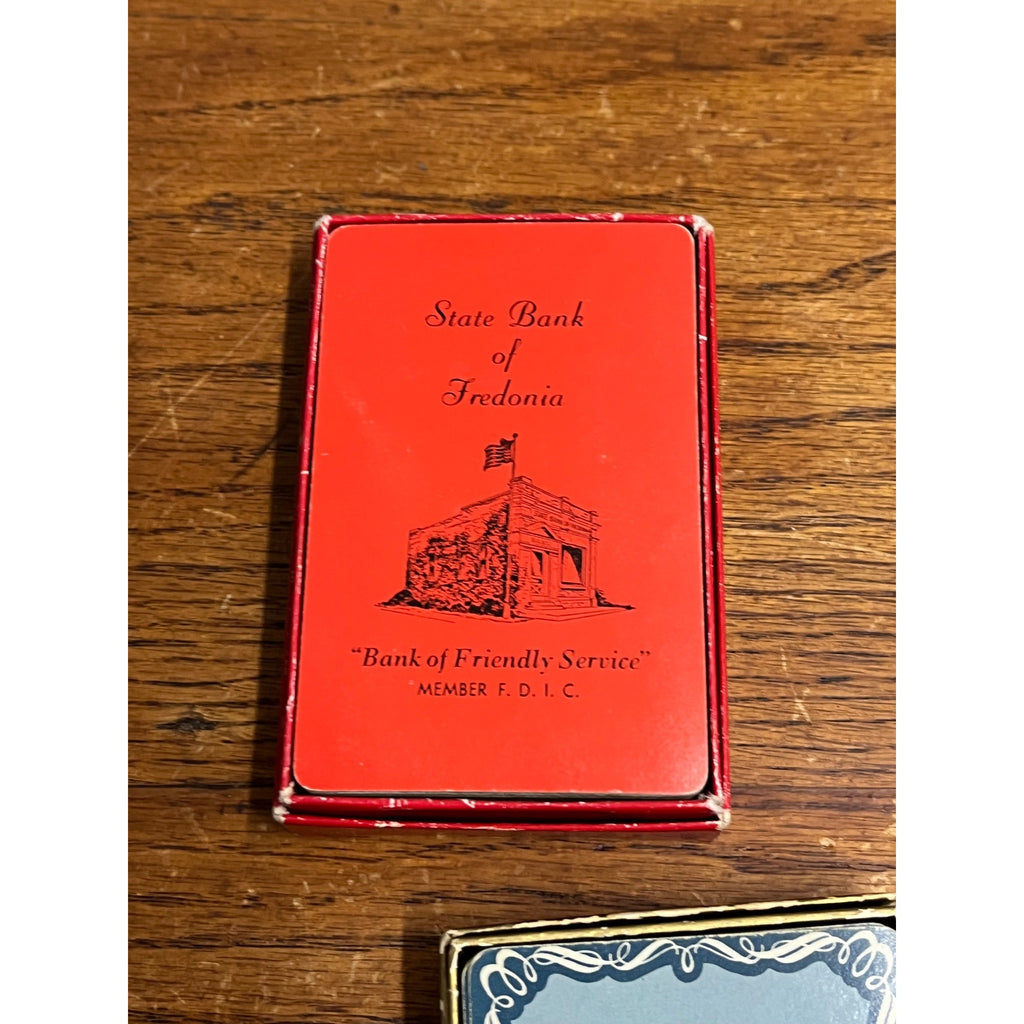 State Bank
of
Fredonia
"Bank of Friendly Service"
MEMBER F. D. I. C.